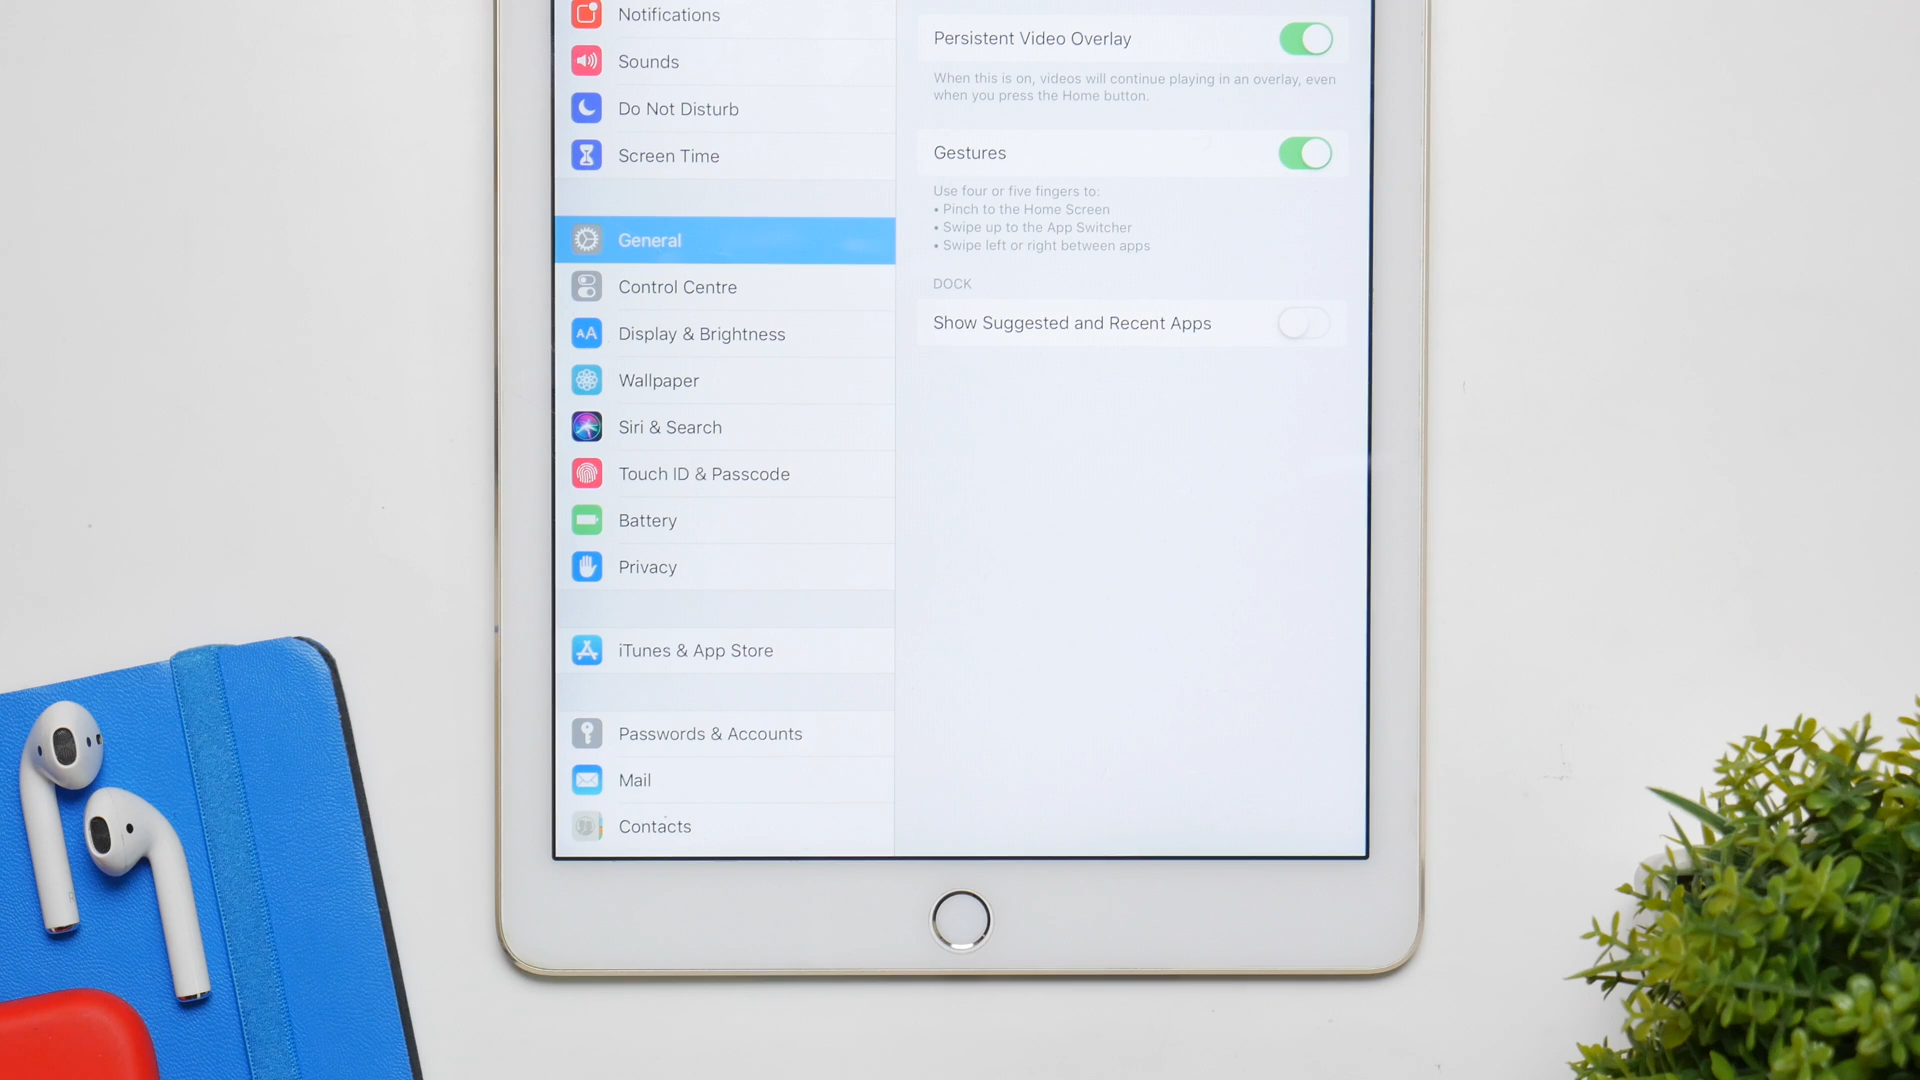 Notifications
Sounds
Do Not Disturb
Screen Time
General
Control Centre
Display & Brightness
Wallpaper
Siri & Search
Touch ID & Passcode
Battery
Privacy
iTunes & App Store
Passwords & Accounts
Mail
Contacts
Persistent Video Overlay
When this is on, videos will continue playing in an overlay, even
when you press the Home button.
Gestures
Use four or five fingers to:
• Pinch to the Home Screen
• Swipe up to the App Switcher
• Swipe left or right between apps
DOCK
Show Suggested and Recent Apps